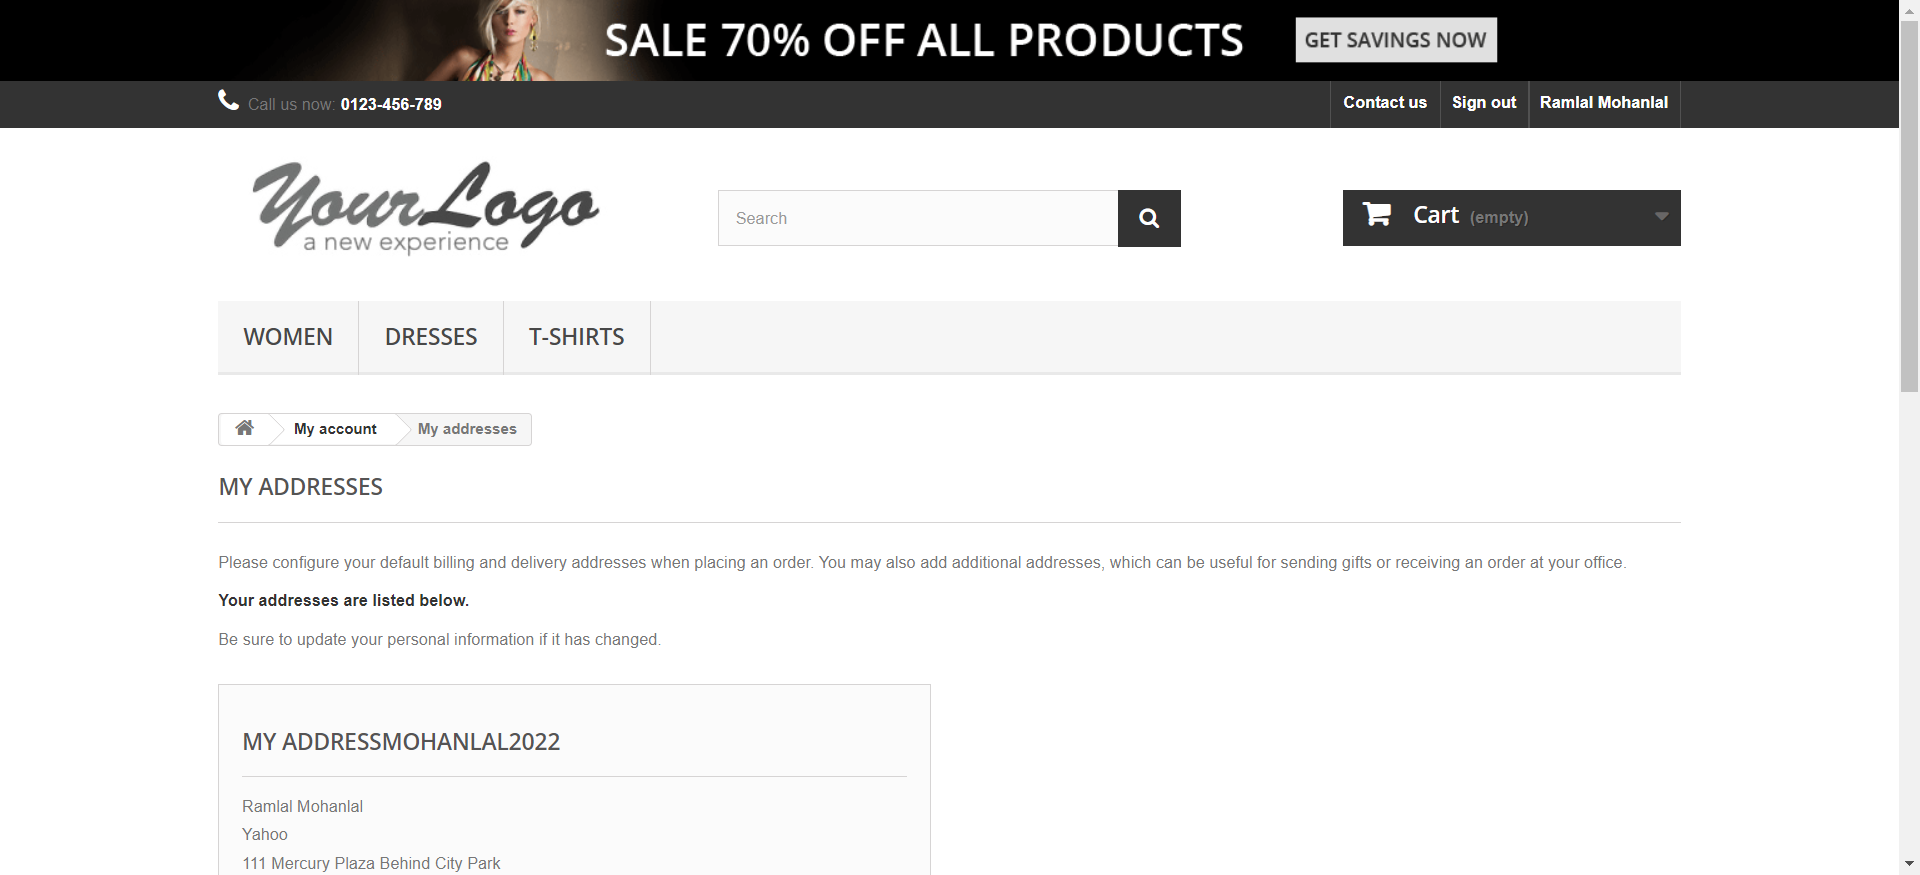 SALE 70% OFF ALL PRODUCTS GET SAVINGS NOW
Call us now: 0123-456-789 Contact us Sign out Ramlal Mohanlal
Your Logo
a new experience
Search
Cart (empty)
WOMEN DRESSES T-SHIRTS
My account My addresses
MY ADDRESSES
Please configure your default billing and delivery addresses when placing an order. You may also add additional addresses, which can be useful for sending gifts or receiving an order at your office.
Your addresses are listed below.
Be sure to update your personal information if it has changed.
MY ADDRESSMOHANLAL2022
Ramlal Mohanlal
Yahoo
111 Mercury Plaza Behind City Park